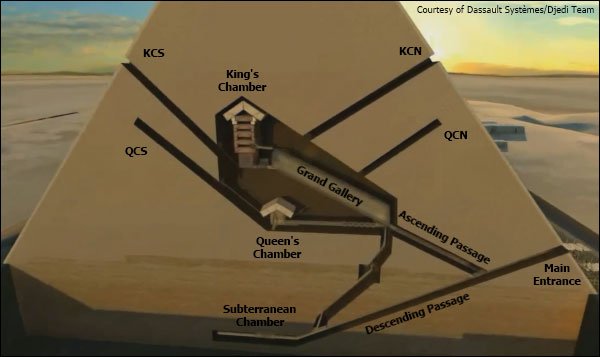 Courtesy of Dassault Systèmes/Djedi Team
KCS
KCN
King's
Chamber
QCS
QCN
Grand Gallery
Ascending Passage
Queen's
Chamber
Main
Entrance
Subterranean
Chamber
Descending Passage